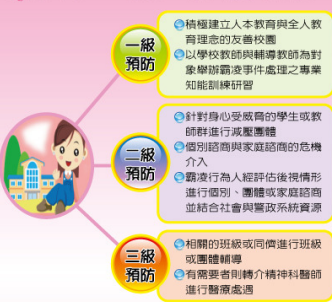 一級
預防
積極建立人本教育與全人教
育理念的友善校園
以學校教師與輔導教師為對
象舉辦霸凌事件處理之專業
知能訓練研習
二級
預防
針對身心受威脅的學生或教
師群進行減壓團體
個別諮商與家庭諮商的危機
介入
霸凌行為人經評估後視情形
進行個別、團體或家庭諮商
並結合社會與警政系統資源
三級
預防
相關的班級或同儕進行班級
或團體輔導
有需要者則轉介精神科醫師
進行醫療處遇